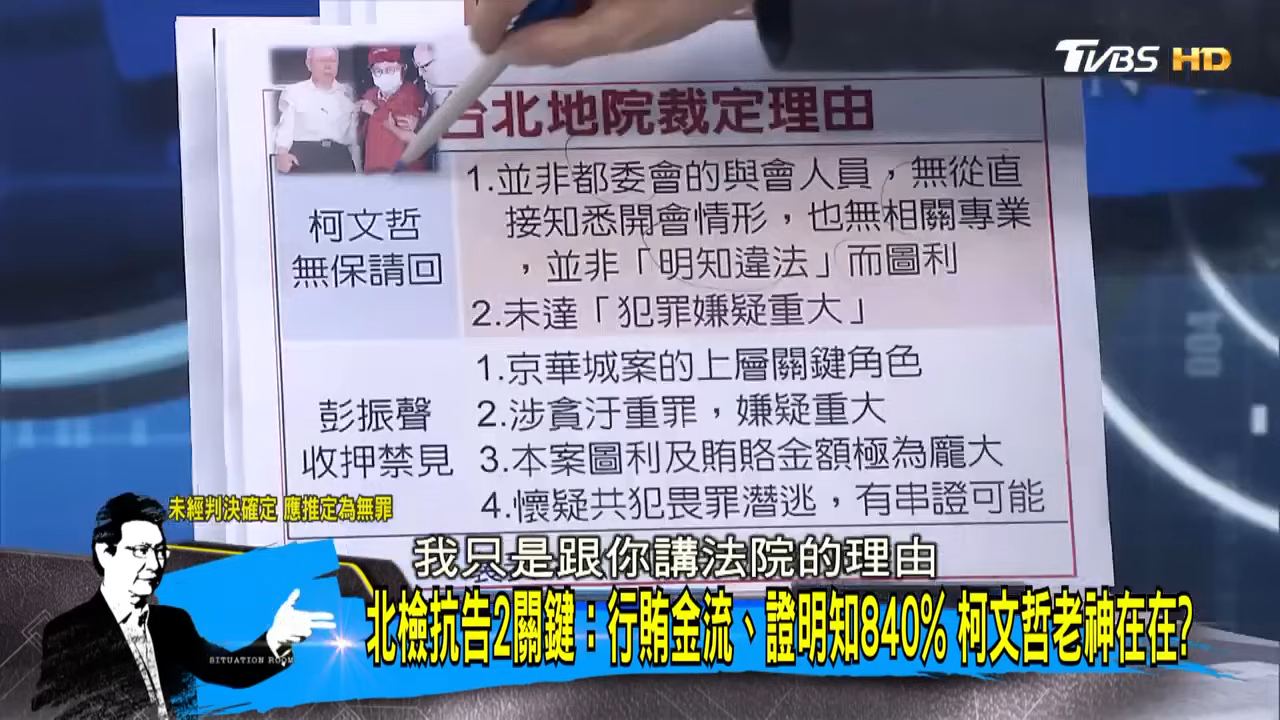 TVBS HD
台北地院裁定理由
柯文哲
無保請回
1.並非都委會的與會人員，無從直
接知悉開會情形，也無相關專業
，並非「明知違法」而圖利
2.未達「犯罪嫌疑重大」
彭振聲
收押禁見
1.京華城案的上層關鍵角色
2.涉貪汙重罪，嫌疑重大
3.本案圖利及賄賂金額極為龐大
4.懷疑共犯畏罪潛逃，有串證可能
004
未經判決確定 應推定為無罪
我只是跟你講法院的理由
SITUATION ROOM
北檢抗告2關鍵：行賄金流、證明知840% 柯文哲老神在在?